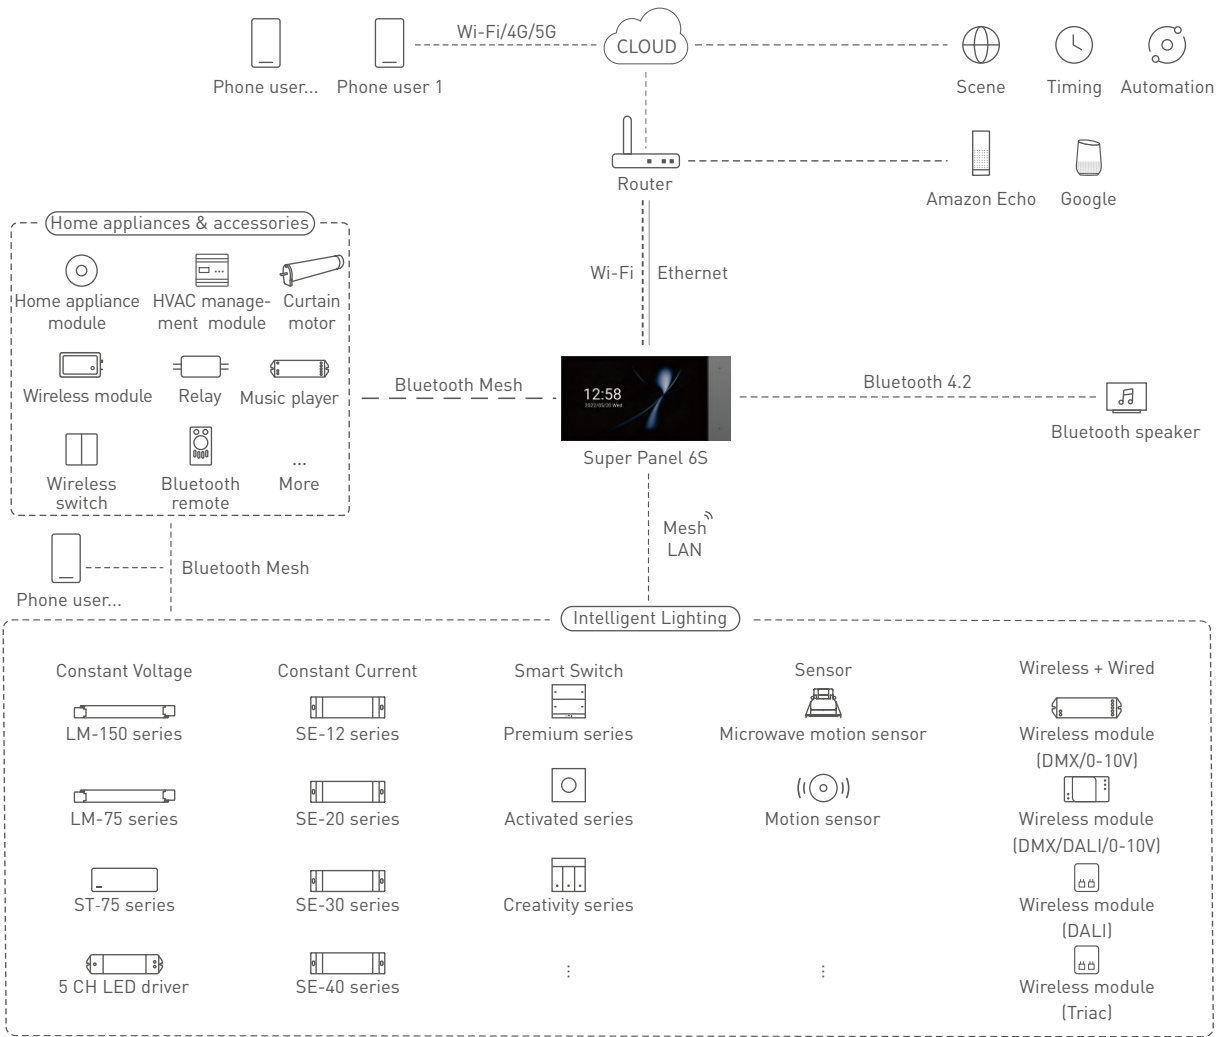 Wi-Fi/4G/5G
CLOUD
Phone user...
Phone user 1
Scene
Timing
Automation
Router
Amazon Echo
Google
Home appliances & accessories
Wi-Fi
Ethernet
Home appliance
module
HVAC manage-
ment module
Curtain
motor
Wireless module
Relay
Music player
Bluetooth Mesh
12:58
2022/05/20 Wed
Bluetooth 4.2
Bluetooth speaker
Super Panel 6S
Wireless
switch
Bluetooth
remote
...
More
Mesh
LAN
Bluetooth Mesh
Phone user...
Intelligent Lighting
Constant Voltage
Constant Current
Smart Switch
Sensor
Wireless + Wired
LM-150 series
SE-12 series
Premium series
Microwave motion sensor
Wireless module
(DMX/0-10V)
LM-75 series
SE-20 series
Activated series
Motion sensor
Wireless module
(DMX/DALI/0-10V)
ST-75 series
SE-30 series
Creativity series
Wireless module
(DALI)
5 CH LED driver
SE-40 series
⋮
⋮
Wireless module
(Triac)